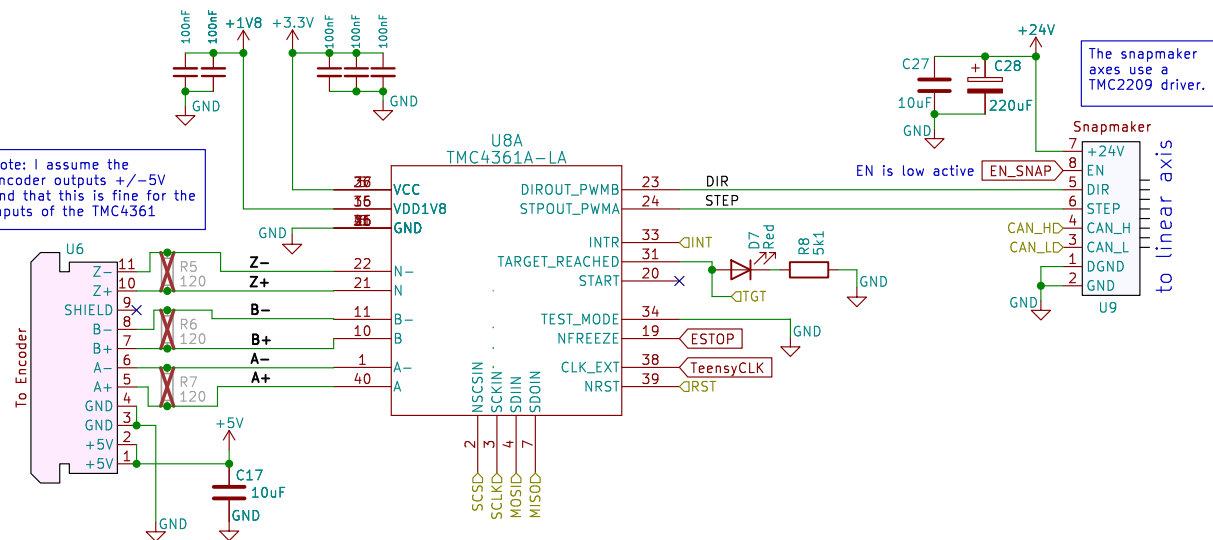 100nF
100nF
+1V8
+3.3V
100nF
100nF
100nF
GND
GND
+24V
C27
C28
+
10uF
220uF
GND
The snapmaker
axes use a
TMC2209 driver.
ote: I assume the
ncoder outputs +/-5V
nd that this is fine for the
nputs of the TMC4361
U8A
TMC4361A-LA
VCC
VDD1V8
GND
GND
22 N-
21 N
11 B-
10 B
1 A-
40 A
DIROUT_PWMB 23 DIR
STPOUT_PWMA 24 STEP
INTR 33 INT
TARGET_REACHED 31
START 20
TEST_MODE 34
NFREEZE 19 ESTOP
CLK_EXT 38 TeensyCLK
NRST 39 RST
D7
Red
R8
5k1
GND
TGT
GND
NSCSIN 2 SCS
SCKIN 3 SCLK
SDIIN 4 MOSI
SDOIN 7 MISO
Snapmaker
7 +24V
EN is low active EN_SNAP 8 EN
5 DIR
6 STEP
CAN_H 4 CAN_H
CAN_L 3 CAN_L
1 DGND
2 GND
GND
U9
to linear axis
U6
To Encoder
Z- 11
Z+ 10
SHIELD 9
B- 8
B+ 7
A- 6
A+ 5
GND 4
GND 3
+5V 2
+5V 1
R5
120
R6
120
R7
120
Z-
Z+
B-
B+
A-
A+
+5V
C17
10uF
GND
GND